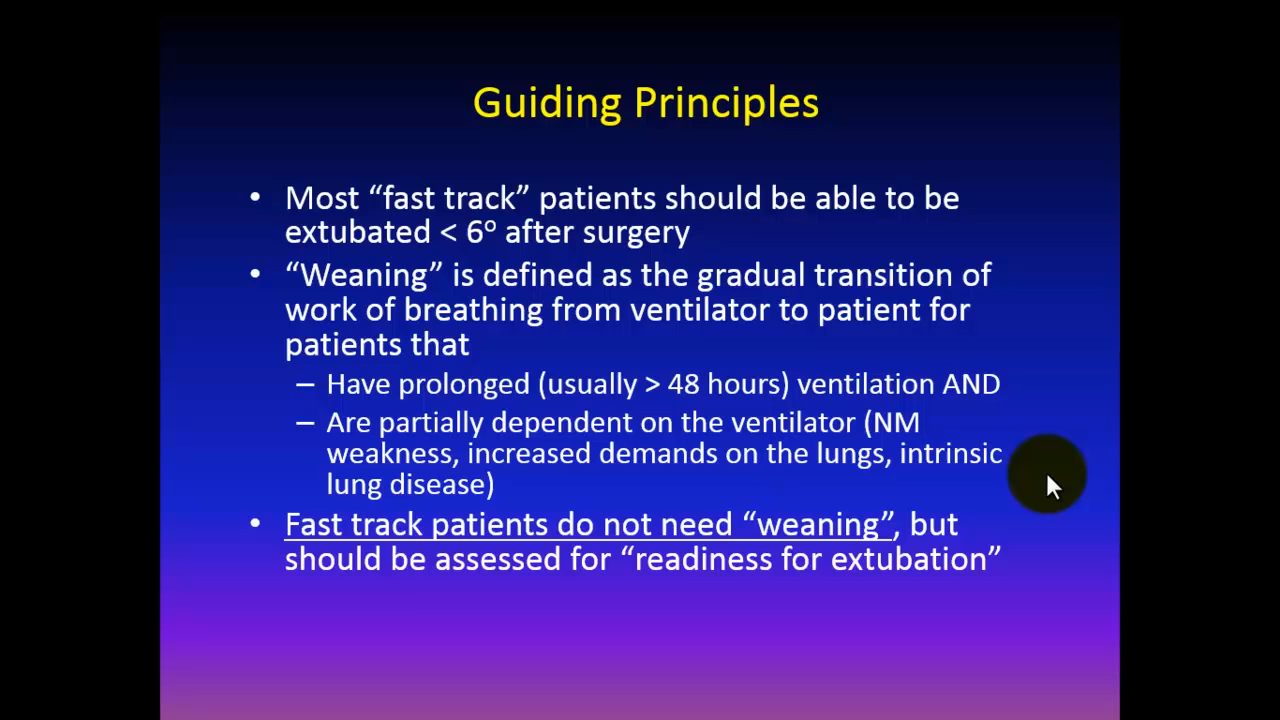 Guiding Principles
• Most “fast track” patients should be able to be
extubated < 6° after surgery
• “Weaning” is defined as the gradual transition of
work of breathing from ventilator to patient for
patients that
– Have prolonged (usually > 48 hours) ventilation AND
– Are partially dependent on the ventilator (NM
weakness, increased demands on the lungs, intrinsic
lung disease)
• Fast track patients do not need “weaning”, but
should be assessed for “readiness for extubation”